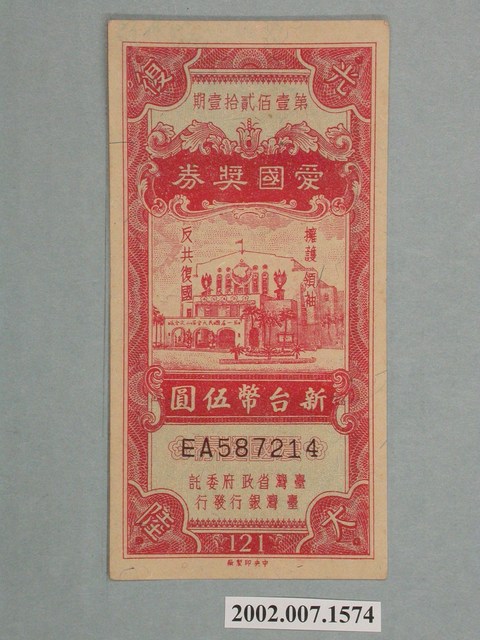 光復
第壹佰貳拾壹期
愛國獎券
擁護領袖
反共復國
新台幣伍圓
EA587214
臺灣省政府委託
臺灣銀行發行
大陸
121
中央印製廠
2002.007.1574